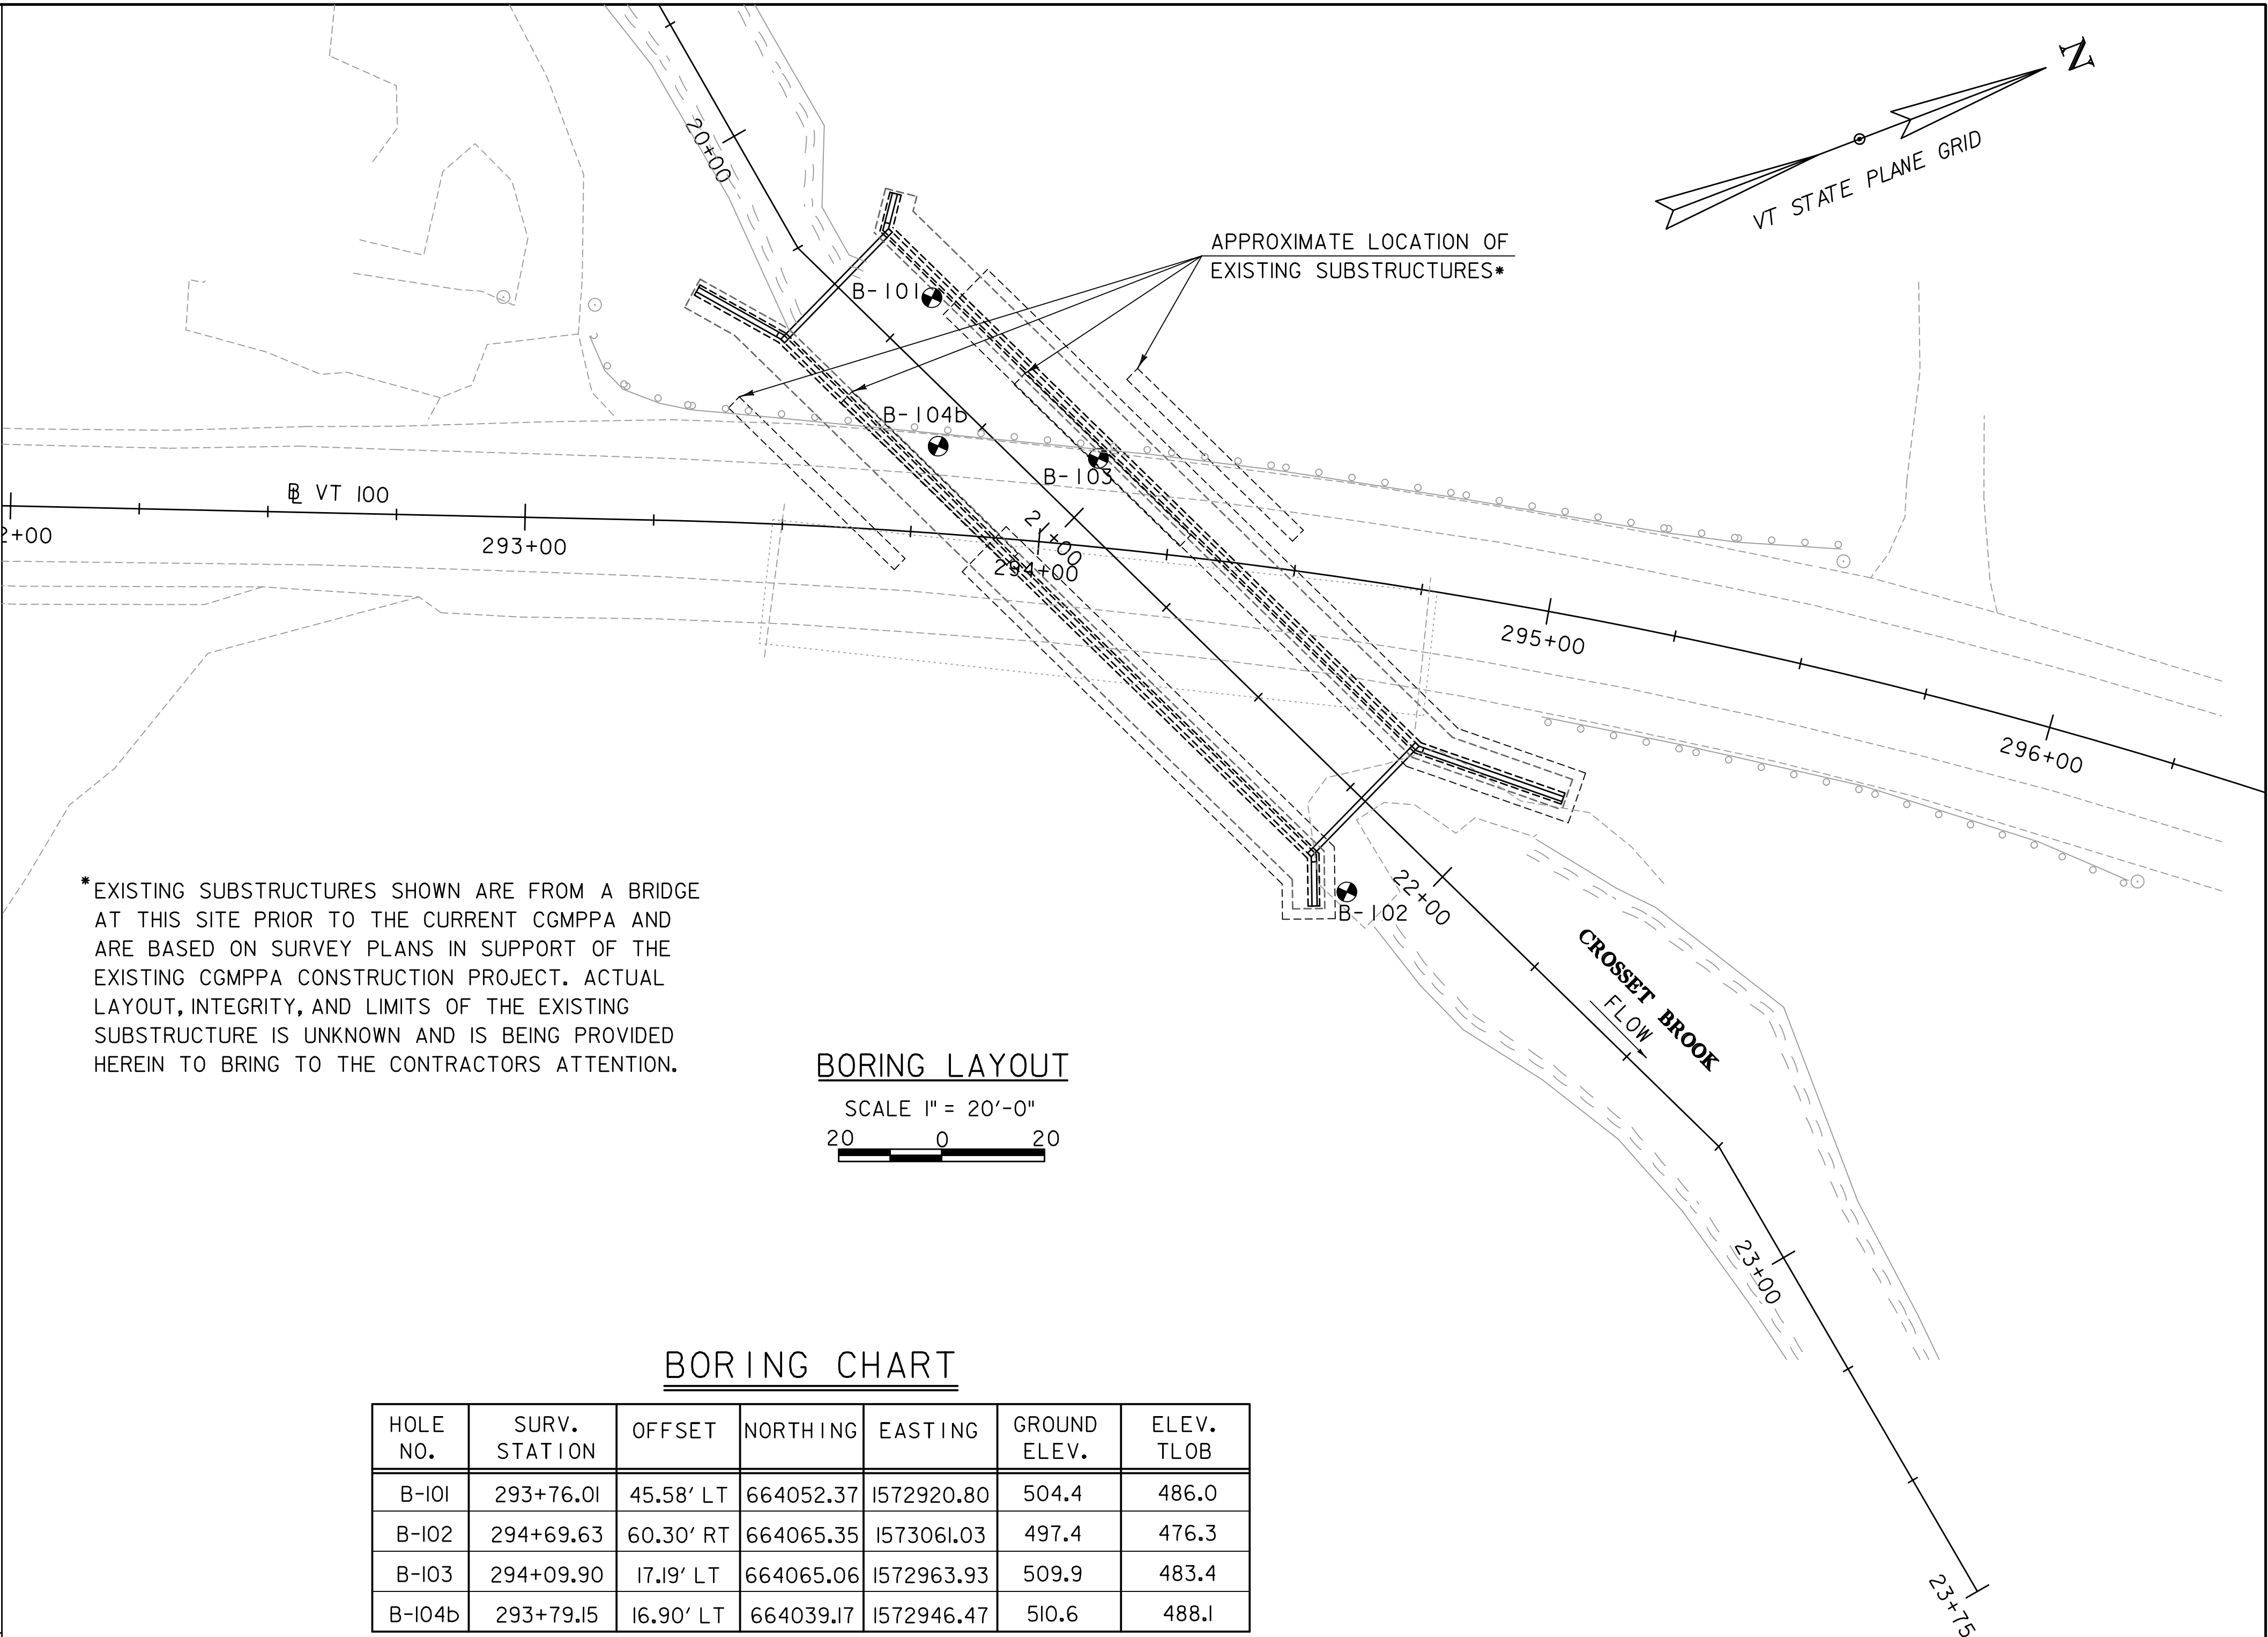 N
VT STATE PLANE GRID
20+00
APPROXIMATE LOCATION OF
EXISTING SUBSTRUCTURES*
B-101
B-104b
B-103
BL VT 100
2+00
293+00
21+00
294+00
295+00
296+00
B-102
22+00
CROSSET BROOK
FLOW
*EXISTING SUBSTRUCTURES SHOWN ARE FROM A BRIDGE
AT THIS SITE PRIOR TO THE CURRENT CGMPPA AND
ARE BASED ON SURVEY PLANS IN SUPPORT OF THE
EXISTING CGMPPA CONSTRUCTION PROJECT. ACTUAL
LAYOUT, INTEGRITY, AND LIMITS OF THE EXISTING
SUBSTRUCTURE IS UNKNOWN AND IS BEING PROVIDED
HEREIN TO BRING TO THE CONTRACTORS ATTENTION.
BORING LAYOUT
SCALE 1" = 20'-0"
20 0 20
23+00
23+75
BORING CHART
HOLE NO. SURV. STATION OFFSET NORTHING EASTING GROUND ELEV. ELEV. TLOB
B-101 293+76.01 45.58' LT 664052.37 1572920.80 504.4 486.0
B-102 294+69.63 60.30' RT 664065.35 1573061.03 497.4 476.3
B-103 294+09.90 17.19' LT 664065.06 1572963.93 509.9 483.4
B-104b 293+79.15 16.90' LT 664039.17 1572946.47 510.6 488.1